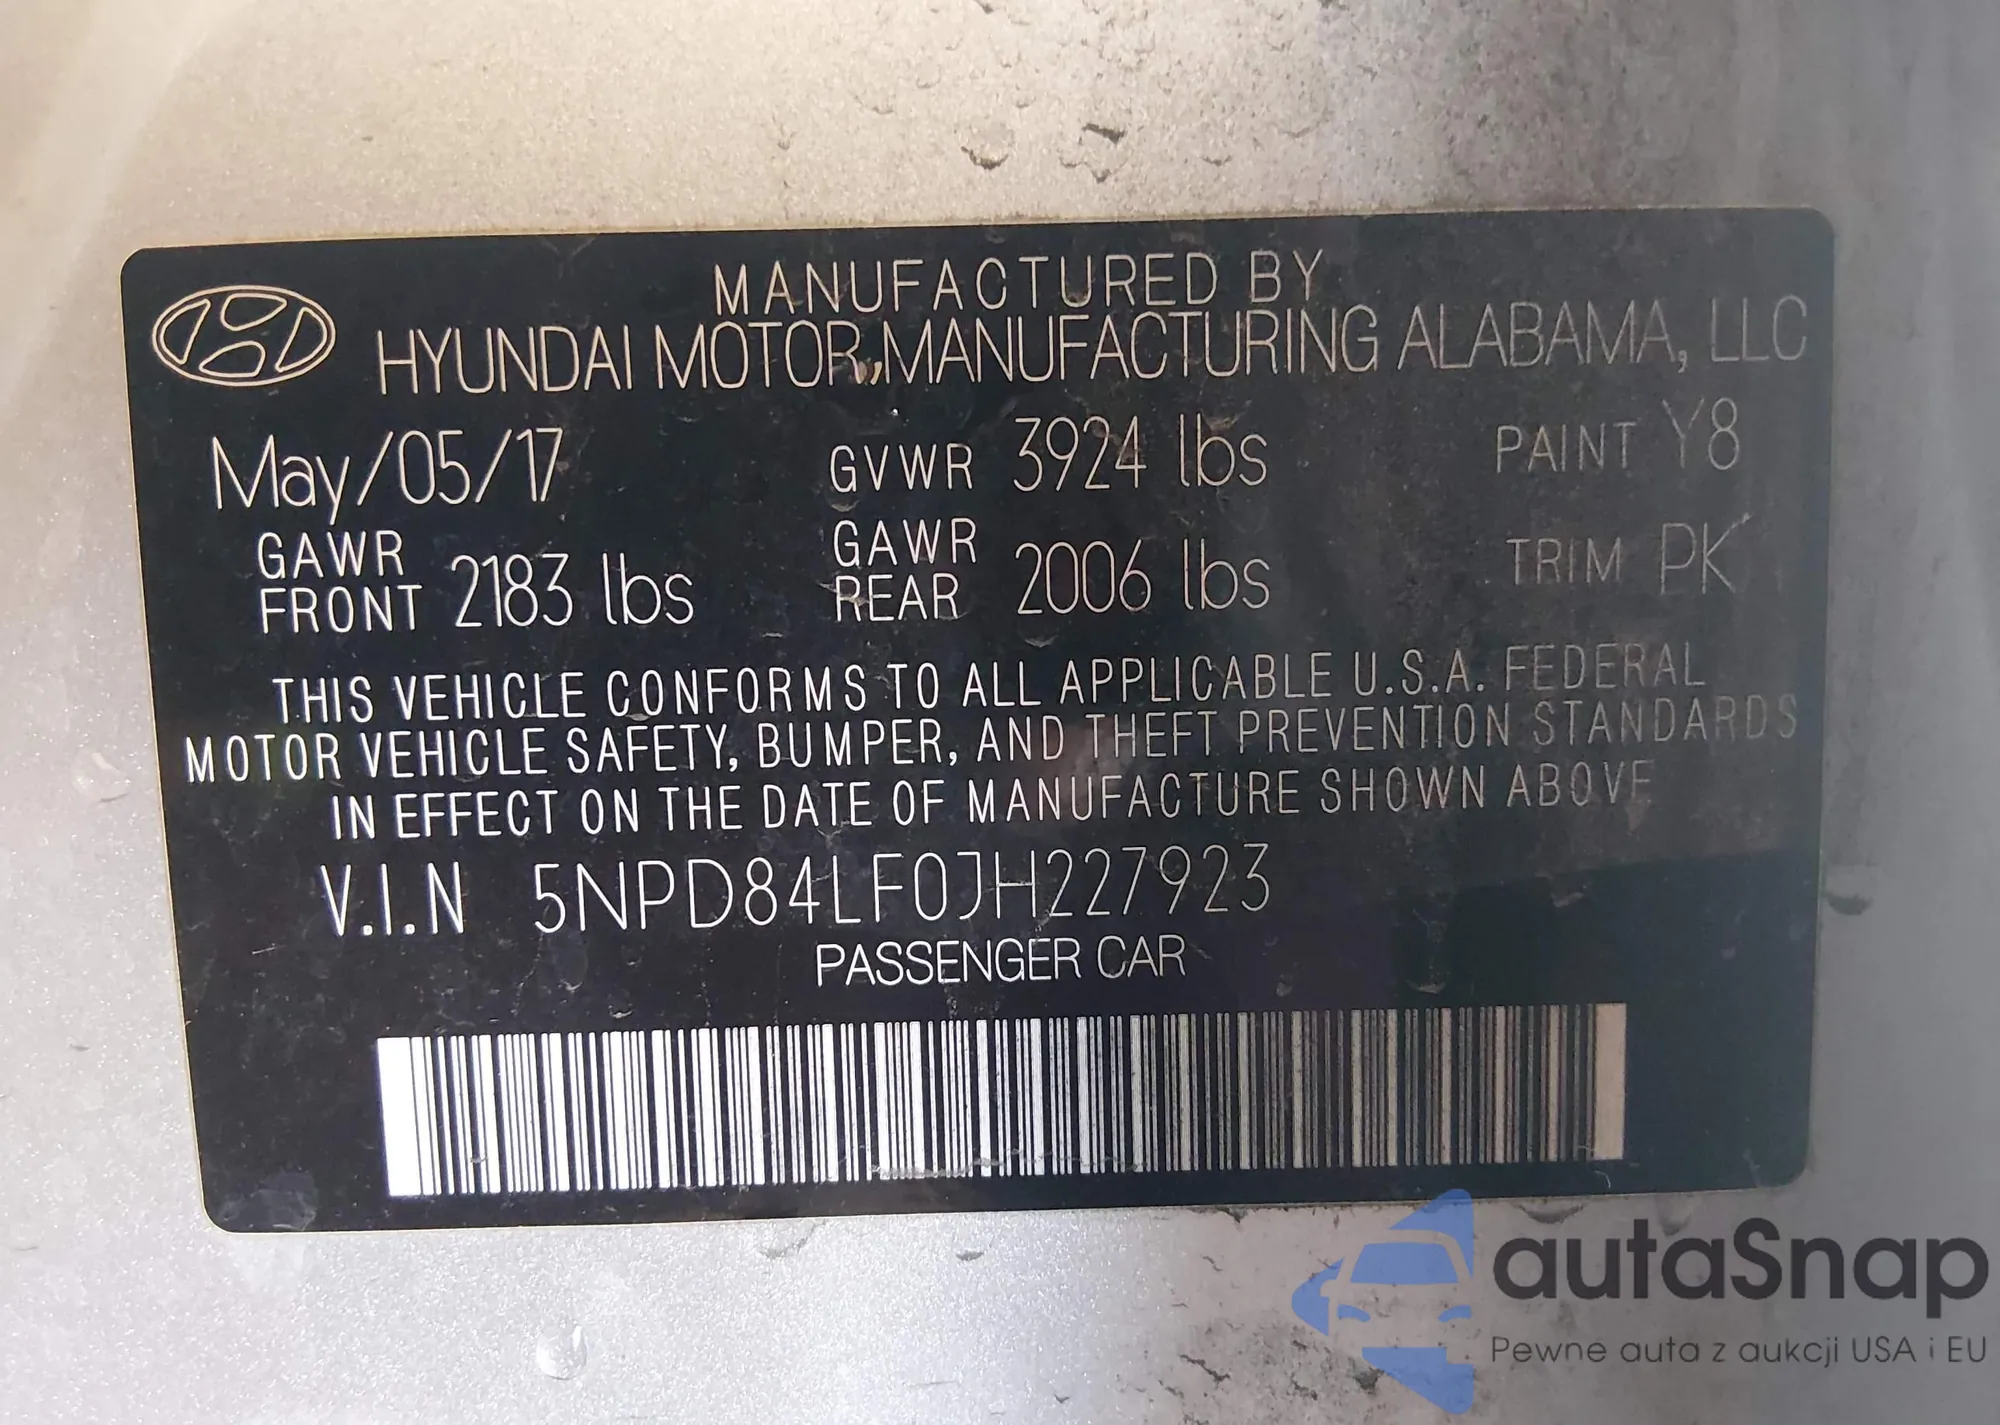 MANUFACTURED BY
HYUNDAI MOTOR MANUFACTURING ALABAMA, LLC
May/05/17 GVWR 3924 lbs PAINT Y8
GAWR FRONT 2183 lbs GAWR REAR 2006 lbs TRIM PK
THIS VEHICLE CONFORMS TO ALL APPLICABLE U.S.A. FEDERAL
MOTOR VEHICLE SAFETY, BUMPER, AND THEFT PREVENTION STANDARDS
IN EFFECT ON THE DATE OF MANUFACTURE SHOWN ABOVE
V.I.N 5NPD84LF0JH227923
PASSENGER CAR
autaSnap
Pewne auta z aukcji USA i EU